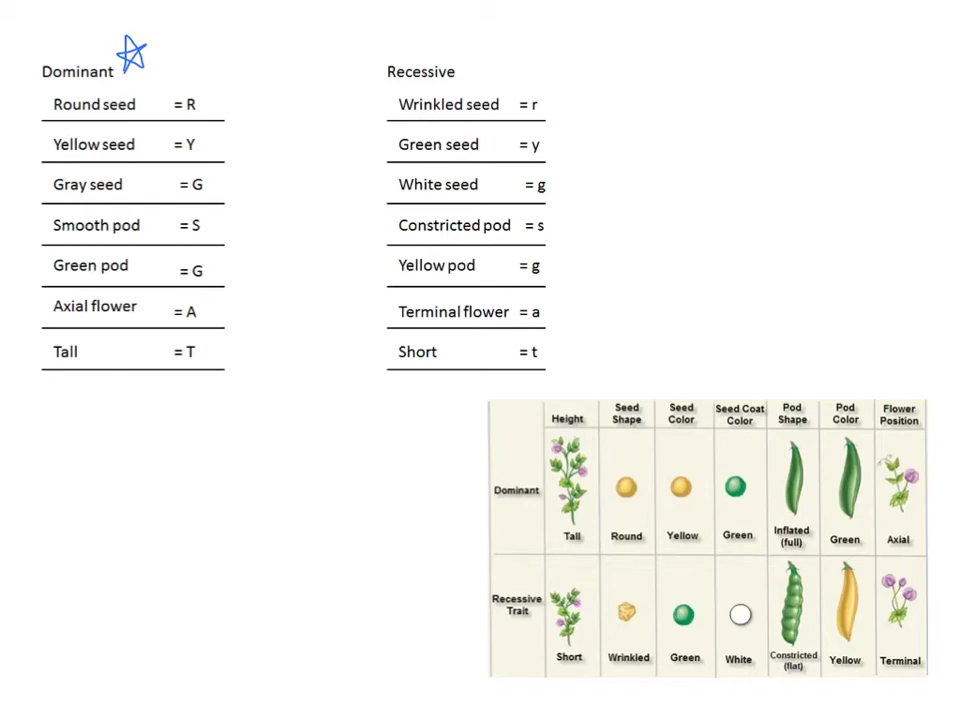 Dominant
Round seed = R
Yellow seed = Y
Gray seed = G
Smooth pod = S
Green pod = G
Axial flower = A
Tall = T
Recessive
Wrinkled seed = r
Green seed = y
White seed = g
Constricted pod = s
Yellow pod = g
Terminal flower = a
Short = t
Height Seed Shape Seed Color Seed Coat Color Pod Shape Pod Color Flower Position
Dominant
Tall Round Yellow Green Inflated (full) Green Axial
Recessive Trait
Short Wrinkled Green White Constricted (flat) Yellow Terminal